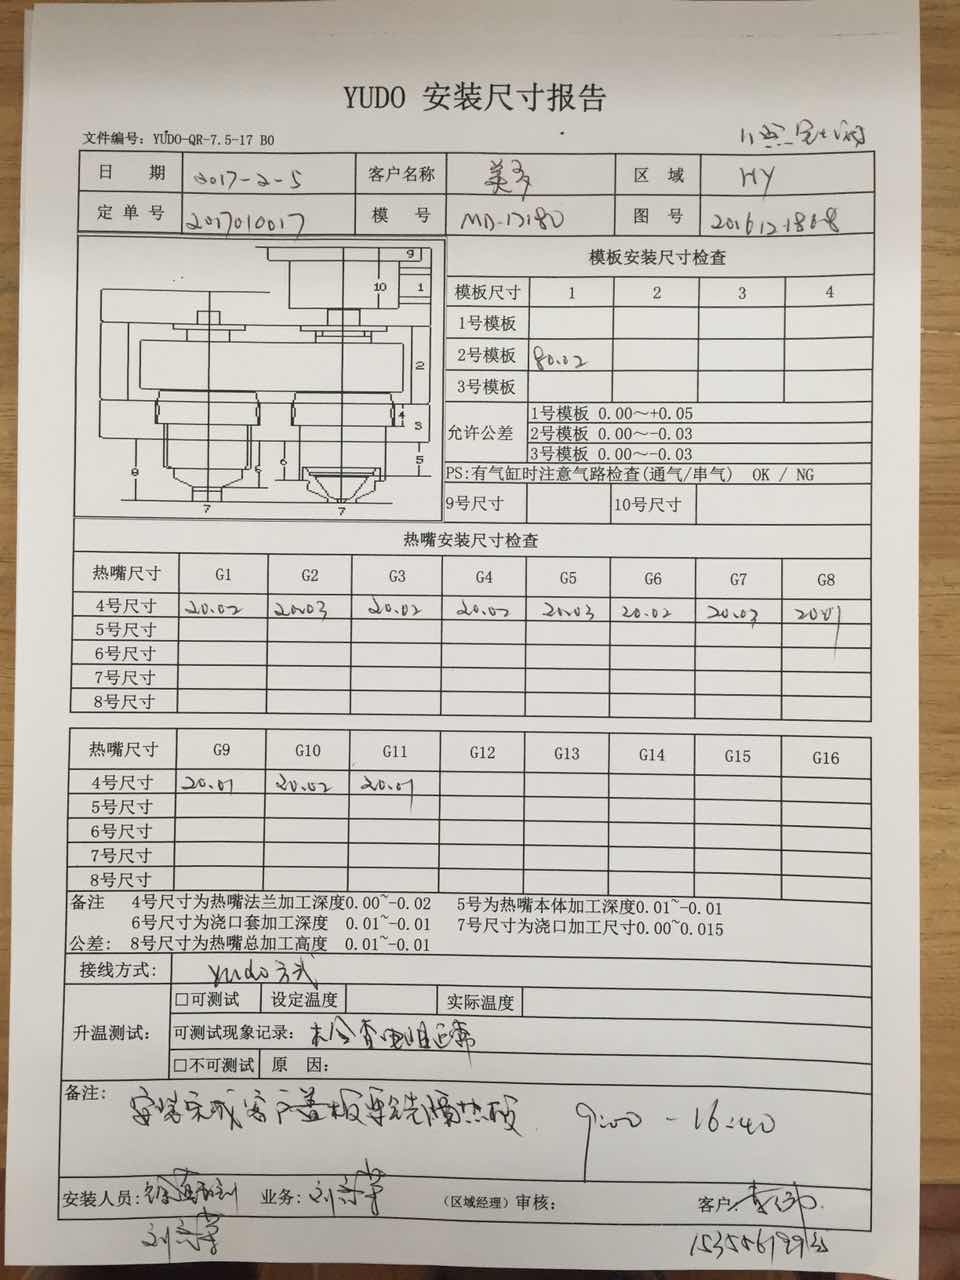 YUDO 安装尺寸报告
文件编号: YUDO-QR-7.5-17 B0
11点
日 期 2017-2-5 客户名称 美多 区 域 HY
定单号 2017010017 模 号 MD-17180 图 号
模板安装尺寸检查
模板尺寸 1 2 3 4
1号模板
2号模板 80.02
3号模板
允许公差
1号模板 0.00～+0.05
2号模板 0.00～-0.03
3号模板 0.00～-0.03
PS:有气缸时注意气路检查(通气/串气) OK / NG
9号尺寸 10号尺寸
9
10 1
2
4
3
9 6 6 5
7 7
热嘴安装尺寸检查
热嘴尺寸 G1 G2 G3 G4 G5 G6 G7 G8
4号尺寸 20.02 20.03 20.02 20.02 20.03 20.02 20.03 20.01
5号尺寸
6号尺寸
7号尺寸
8号尺寸
热嘴尺寸 G9 G10 G11 G12 G13 G14 G15 G16
4号尺寸 20.01 20.02 20.01
5号尺寸
6号尺寸
7号尺寸
8号尺寸
备注 4号尺寸为热嘴法兰加工深度0.00~-0.02 5号为热嘴本体加工深度0.01~-0.01
6号尺寸为浇口套加工深度 0.01~-0.01 7号尺寸为浇口加工尺寸0.00~0.015
公差: 8号尺寸为热嘴总加工高度 0.01~-0.01
接线方式: Yudo方式
升温测试:
□可测试 设定温度 实际温度
可测试现象记录: 检查电阻正常
□不可测试 原 因:
备注: 安装完成客户盖板要铣隔热板 9:00 - 16:40
安装人员: 业务: 刘 (区域经理)审核: 客户: 李伟
刘